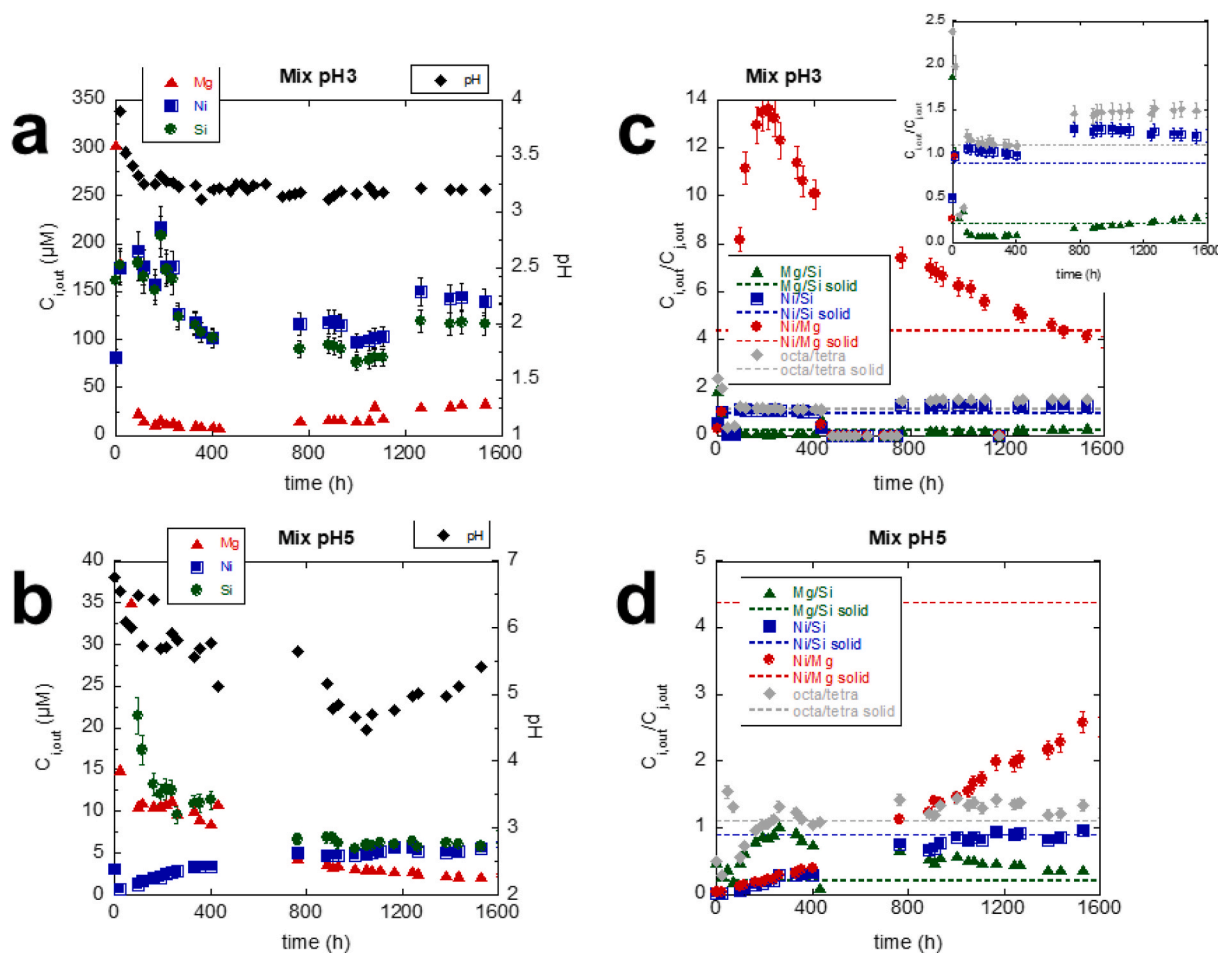 a
Mix pH3
Mg
Ni
Si
pH
350
300
250
200
150
100
50
0
C i,out (µM)
4
3.5
3
2.5
2
1.5
1
pH
0 400 800 1200 1600
time (h)
c
Mix pH3
14
12
10
8
6
4
2
0
C i,out/C j,out
Mg/Si
Mg/Si solid
Ni/Si
Ni/Si solid
Ni/Mg
Ni/Mg solid
octa/tetra
octa/tetra solid
0 400 800 1200 1600
time (h)
2.5
2.0
1.5
1.0
0.5
0.0
C i,out/C j,out
0 400 800 1200 1600
time (h)
b
Mix pH5
Mg
Ni
Si
pH
40
35
30
25
20
15
10
5
0
C i,out (µM)
7
6
5
4
3
2
pH
0 400 800 1200 1600
time (h)
d
Mix pH5
5
4
3
2
1
0
C i,out/C j,out
Mg/Si
Mg/Si solid
Ni/Si
Ni/Si solid
Ni/Mg
Ni/Mg solid
octa/tetra
octa/tetra solid
0 400 800 1200 1600
time (h)